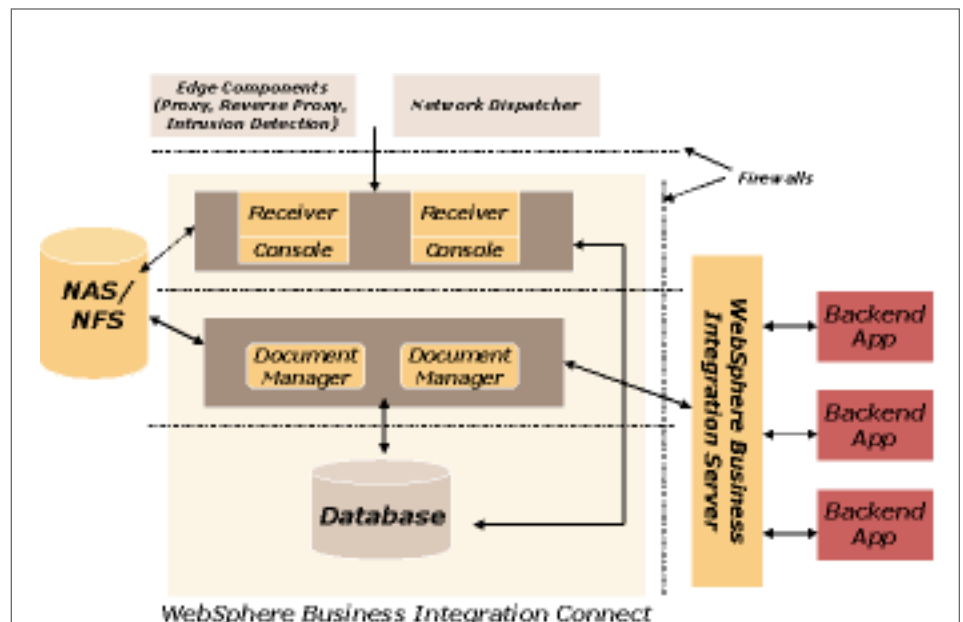 Edge Components
(Proxy, Reverse Proxy,
Intrusion Detection)
Network Dispatcher
Firewalls
Receiver
Console
Receiver
Console
NAS/
NFS
Document
Manager
Document
Manager
Database
WebSphere Business
Integration Server
Backend
App
Backend
App
Backend
App
WebSphere Business Integration Connect